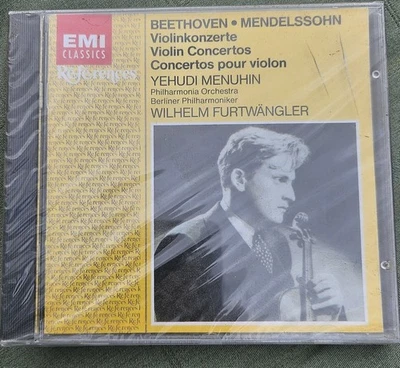 EMI
CLASSICS
Références
BEETHOVEN • MENDELSSOHN
Violinkonzerte
Violin Concertos
Concertos pour violon
YEHUDI MENUHIN
Philharmonia Orchestra
Berliner Philharmoniker
WILHELM FURTWÄNGLER